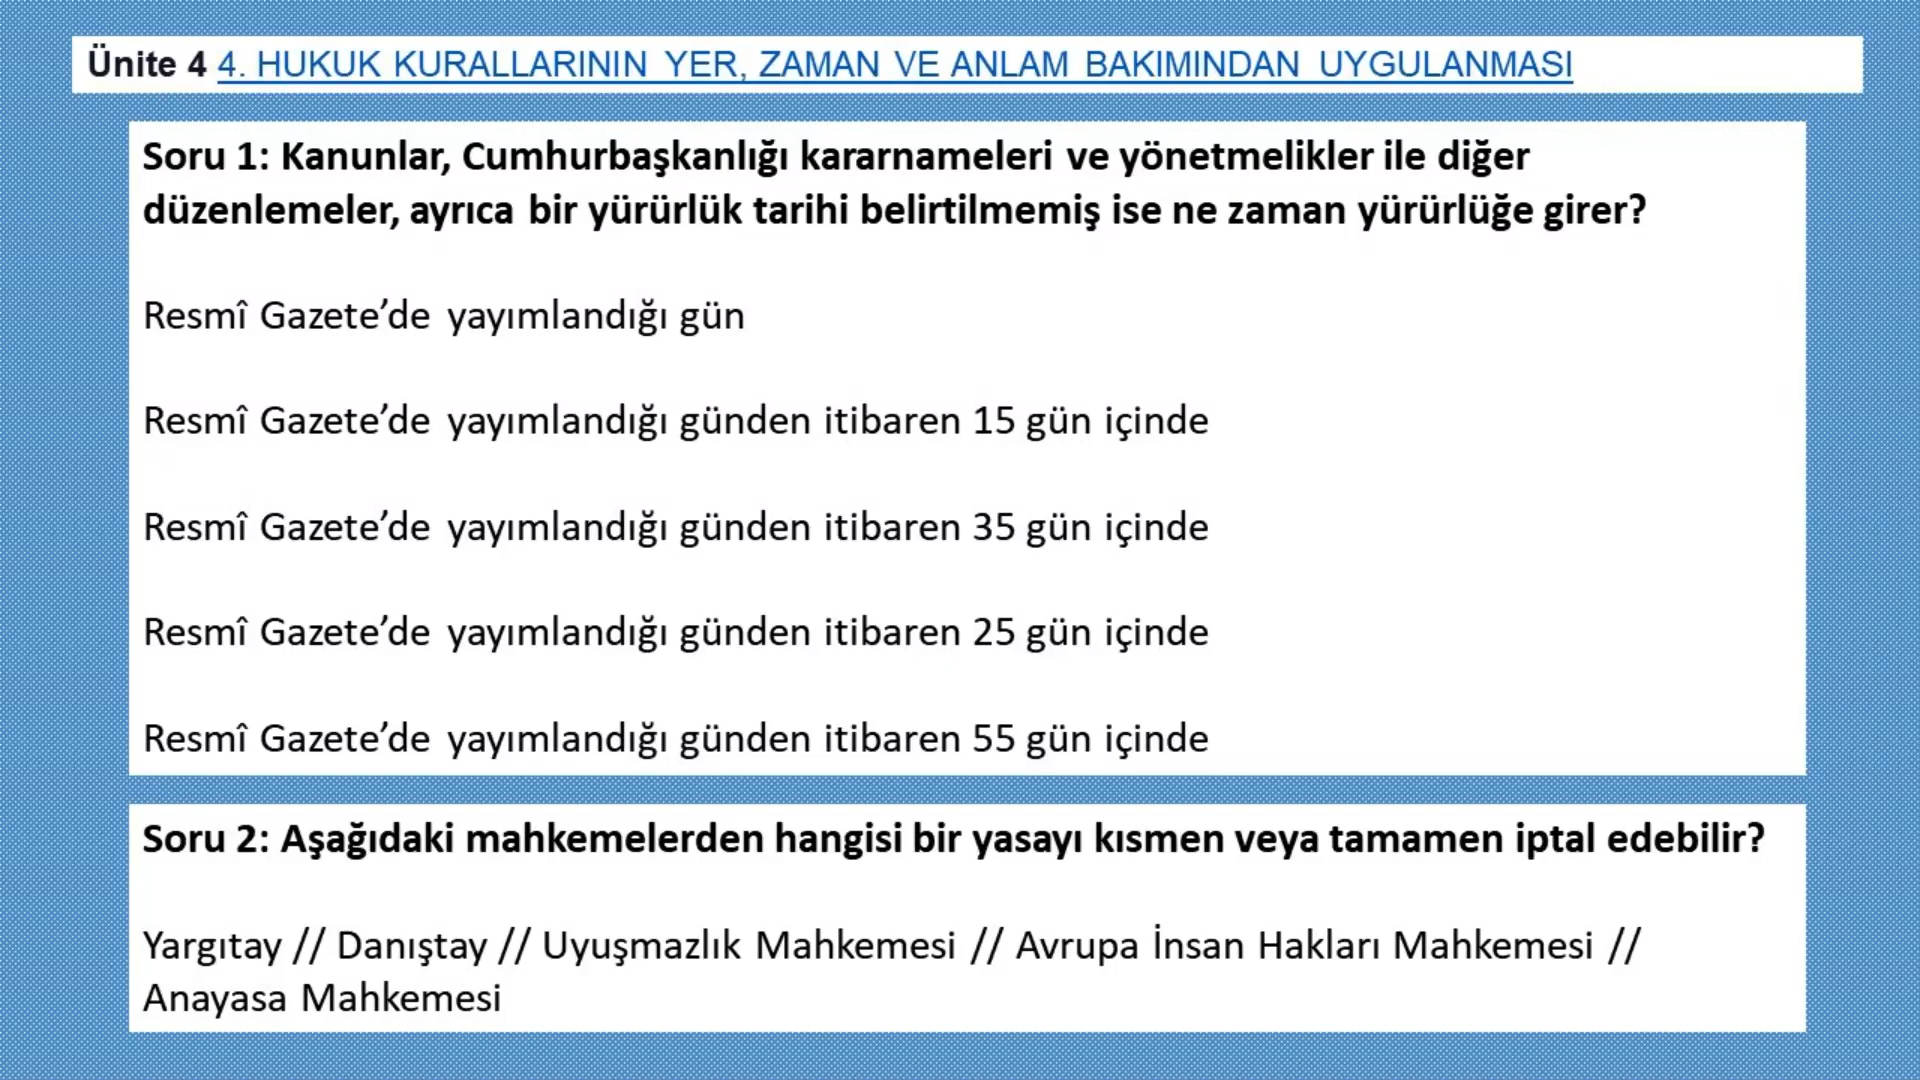 Ünite 4 4. HUKUK KURALLARININ YER, ZAMAN VE ANLAM BAKIMINDAN UYGULANMASI
Soru 1: Kanunlar, Cumhurbaşkanlığı kararnameleri ve yönetmelikler ile diğer
düzenlemeler, ayrıca bir yürürlük tarihi belirtilmemiş ise ne zaman yürürlüğe girer?
Resmî Gazete’de yayımlandığı gün
Resmî Gazete’de yayımlandığı günden itibaren 15 gün içinde
Resmî Gazete’de yayımlandığı günden itibaren 35 gün içinde
Resmî Gazete’de yayımlandığı günden itibaren 25 gün içinde
Resmî Gazete’de yayımlandığı günden itibaren 55 gün içinde
Soru 2: Aşağıdaki mahkemelerden hangisi bir yasayı kısmen veya tamamen iptal edebilir?
Yargıtay // Danıştay // Uyuşmazlık Mahkemesi // Avrupa İnsan Hakları Mahkemesi //
Anayasa Mahkemesi